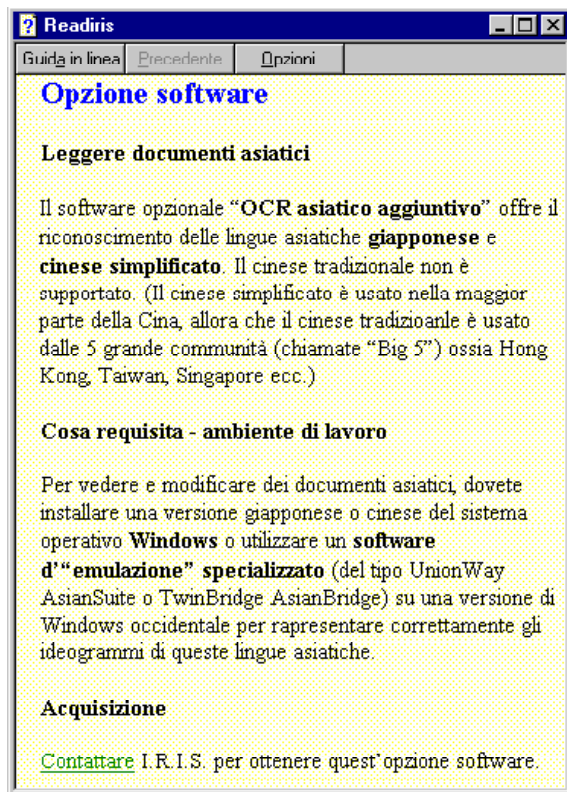 Readiris
Guida in linea Precedente Opzioni
Opzione software
Leggere documenti asiatici
Il software opzionale “OCR asiatico aggiuntivo” offre il
riconoscimento delle lingue asiatiche giapponese e
cinese simplificato. Il cinese tradizionale non è
supportato. (Il cinese simplificato è usato nella maggior
parte della Cina, allora che il cinese tradizioanle è usato
dalle 5 grande communità (chiamate “Big 5”) ossia Hong
Kong, Taiwan, Singapore ecc.)
Cosa requisita - ambiente di lavoro
Per vedere e modificare dei documenti asiatici, dovete
installare una versione giapponese o cinese del sistema
operativo Windows o utilizzare un software
d’“emulazione” specializzato (del tipo UnionWay
AsianSuite o TwinBridge AsianBridge) su una versione di
Windows occidentale per rapresentare correttamente gli
ideogrammi di queste lingue asiatiche.
Acquisizione
Contattare I.R.I.S. per ottenere quest’opzione software.